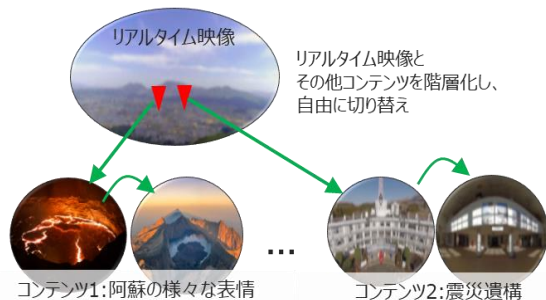 リアルタイム映像
リアルタイム映像と
その他コンテンツを階層化し、
自由に切り替え
...
コンテンツ1:阿蘇の様々な表情
コンテンツ2:震災遺構